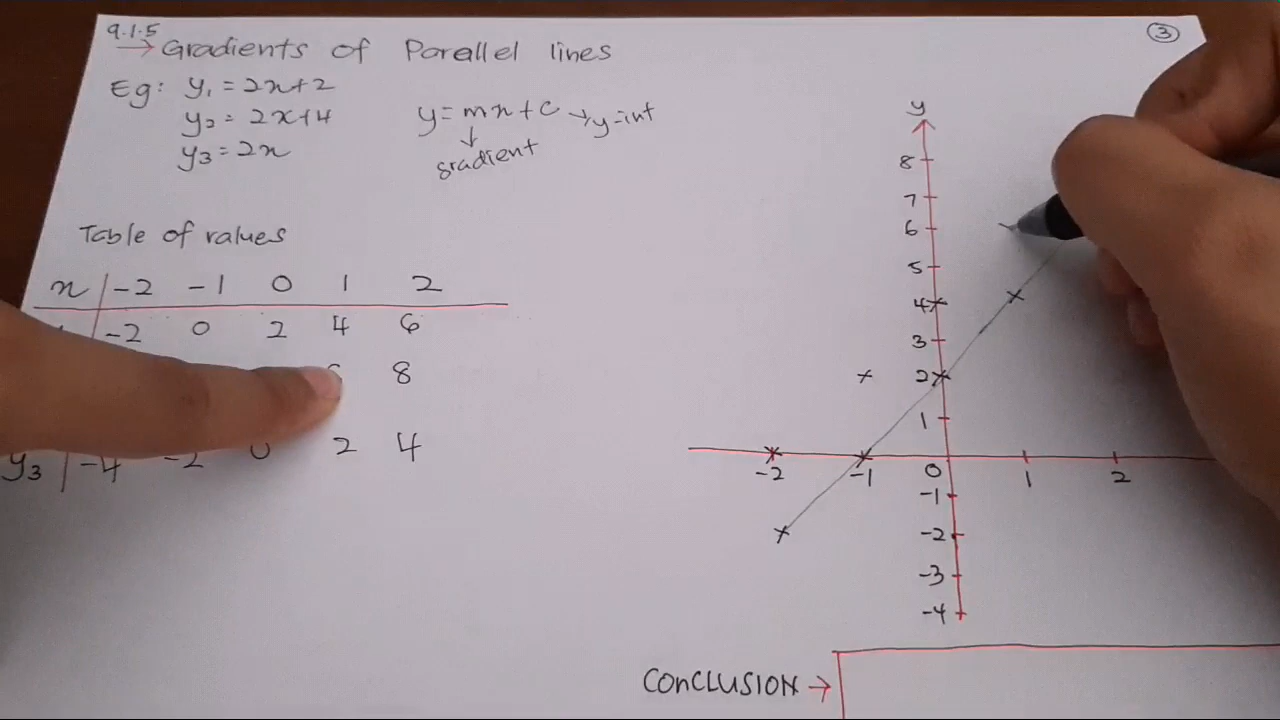 9.1.5
→ Gradients of Parallel lines
③
Eg: y₁ = 2x+2
y₂ = 2x+4
y₃ = 2x
y = mx + c → y-int
↓
gradient
Table of values
x | -2 -1 0 1 2
-2 0 2 4 6
8
y₃ | -4 -2 0 2 4
y
8
7
6
5
4
3
2
1
-2 -1 0 1 2
-1
-2
-3
-4
CONCLUSION →